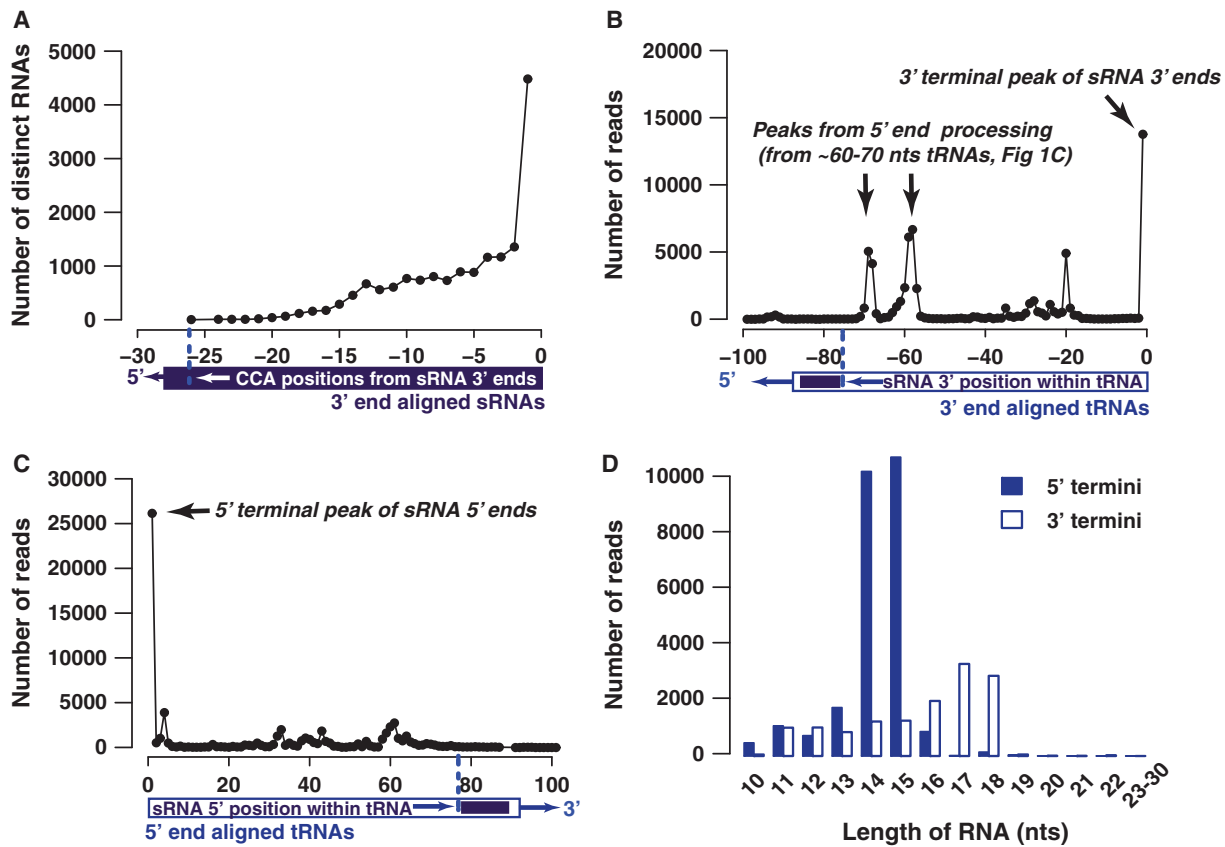 A
Number of distinct RNAs
5000
4000
3000
2000
1000
0
−30 −25 −20 −15 −10 −5 0
5’ CCA positions from sRNA 3’ ends
3’ end aligned sRNAs
B
Number of reads
20000
15000
10000
5000
0
3’ terminal peak of sRNA 3’ ends
Peaks from 5’ end processing
(from ~60-70 nts tRNAs, Fig 1C)
−100 −80 −60 −40 −20 0
5’ sRNA 3’ position within tRNA
3’ end aligned tRNAs
C
Number of reads
30000
25000
20000
15000
10000
5000
0
5’ terminal peak of sRNA 5’ ends
0 20 40 60 80 100
sRNA 5’ position within tRNA 3’
5’ end aligned tRNAs
D
Number of reads
10000
8000
6000
4000
2000
0
5’ termini
3’ termini
10 11 12 13 14 15 16 17 18 19 20 21 22 23-30
Length of RNA (nts)